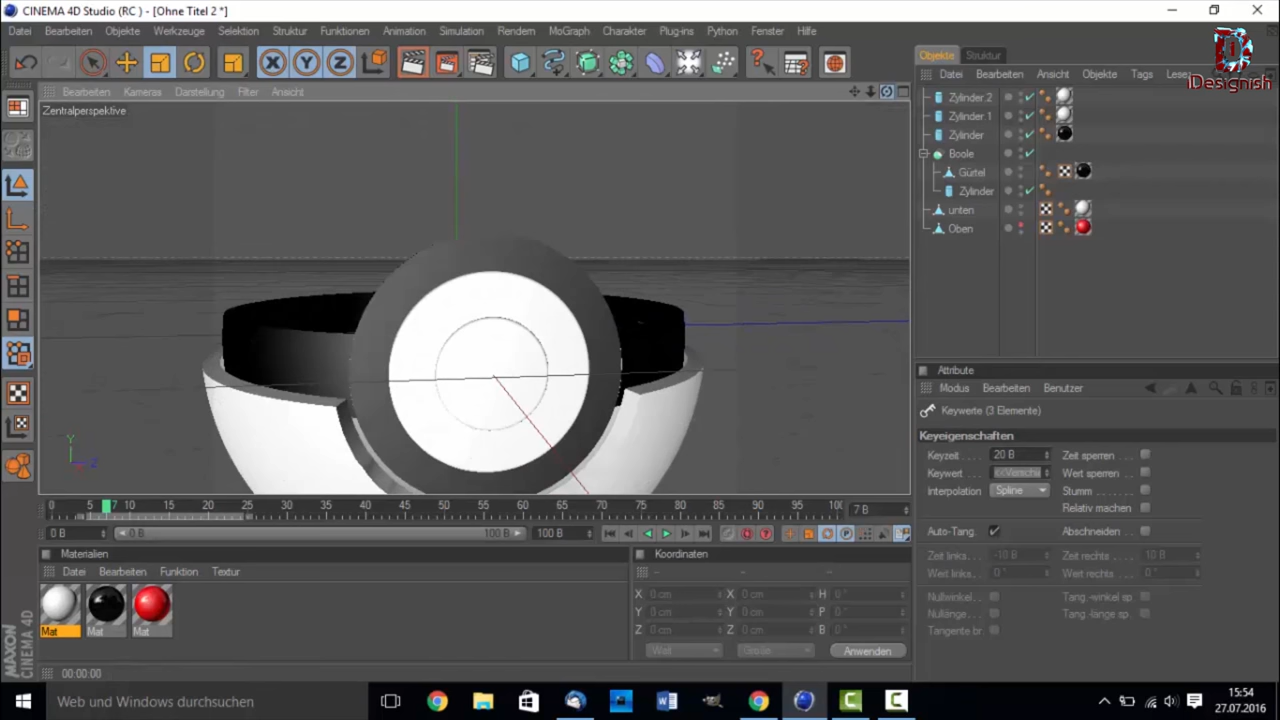 CINEMA 4D Studio (RC ) - [Ohne Titel 2 *]
Datei Bearbeiten Objekte Werkzeuge Selektion Struktur Funktionen Animation Simulation Rendern MoGraph Charakter Plug-ins Python Fenster Hilfe
iDesignish
Objekte Struktur
Datei Bearbeiten Ansicht Objekte Tags Lesez
Bearbeiten Kameras Darstellung Filter Ansicht
Zentralperspektive
Zylinder.2
Zylinder.1
Zylinder
Boole
Gürtel
Zylinder
unten
Oben
Attribute
Modus Bearbeiten Benutzer
Keywerte (3 Elemente)
Keyeigenschaften
Keyzeit . . . . 20 B Zeit sperren . . .
Keywert . . . Wert sperren . . .
Interpolation Spline Stumm . . . . . .
Relativ machen
Auto-Tang. Abschneiden . . .
Zeit links. . . -10 B Zeit rechts . . . 10 B
Wert links. . 0 ° Wert rechts . . . 0 °
Nullwinkel. . Tang.-winkel sp
Nullänge. . . Tang.-länge sp.
Tangente br.
Y
Z
0 5 7 10 15 20 25 30 35 40 45 50 55 60 65 70 75 80 85 90 95 100 7 B
0 B 0 B 100 B 100 B
Materialien
Datei Bearbeiten Funktion Textur
Mat Mat Mat
Koordinaten
X 0 cm X 0 cm H 0 °
Y 0 cm Y 0 cm P 0 °
Z 0 cm Z 0 cm B 0 °
Welt Größe Anwenden
MAXON
CINEMA 4D
00:00:00
Web und Windows durchsuchen
15:54
27.07.2016